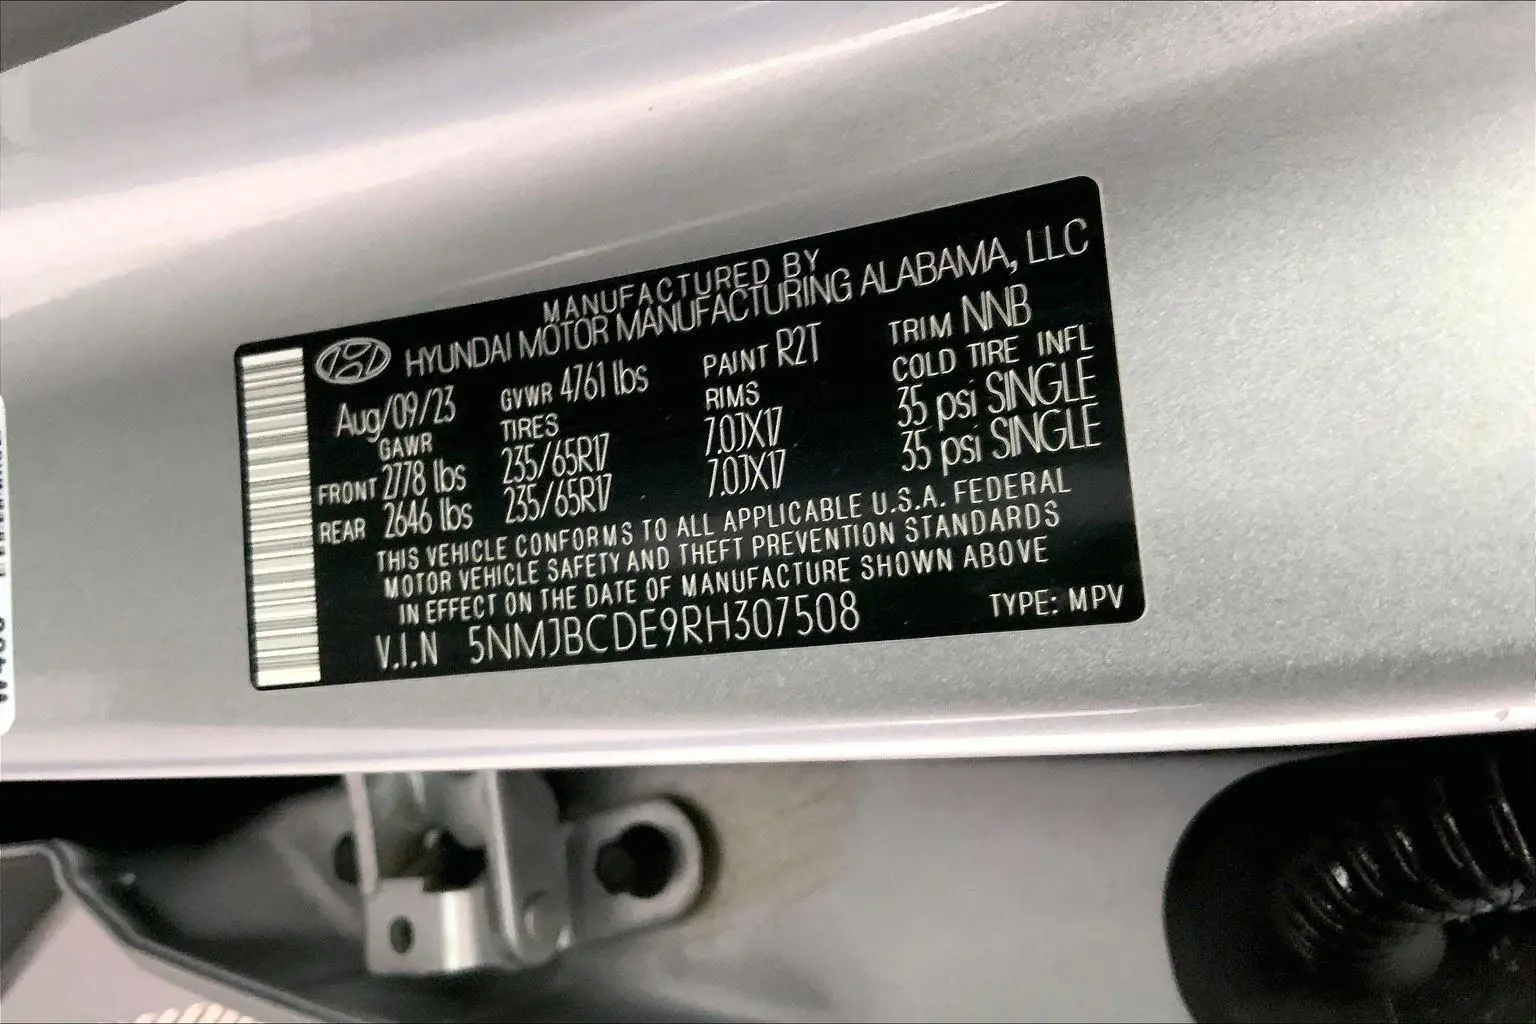 MANUFACTURED BY
HYUNDAI MOTOR MANUFACTURING ALABAMA, LLC
Aug/09/23 GVWR 4761 lbs PAINT R2T TRIM NNB
GAWR TIRES RIMS COLD TIRE INFL
FRONT 2778 lbs 235/65R17 7.0JX17 35 psi SINGLE
REAR 2646 lbs 235/65R17 7.0JX17 35 psi SINGLE
THIS VEHICLE CONFORMS TO ALL APPLICABLE U.S.A. FEDERAL
MOTOR VEHICLE SAFETY AND THEFT PREVENTION STANDARDS
IN EFFECT ON THE DATE OF MANUFACTURE SHOWN ABOVE
V.I.N 5NMJBCDE9RH307508 TYPE: MPV